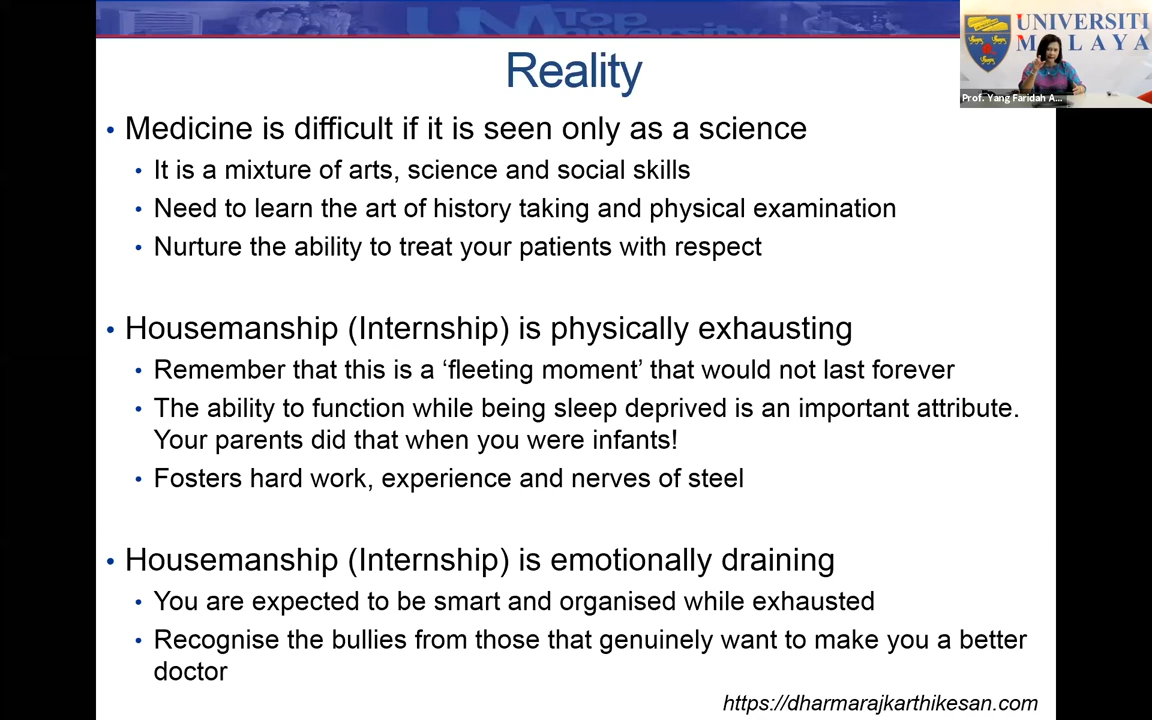 UM Top
University
UNIVERSITI
MALAYA
Prof. Yang Faridah A...
Reality
• Medicine is difficult if it is seen only as a science
• It is a mixture of arts, science and social skills
• Need to learn the art of history taking and physical examination
• Nurture the ability to treat your patients with respect
• Housemanship (Internship) is physically exhausting
• Remember that this is a ‘fleeting moment’ that would not last forever
• The ability to function while being sleep deprived is an important attribute.
Your parents did that when you were infants!
• Fosters hard work, experience and nerves of steel
• Housemanship (Internship) is emotionally draining
• You are expected to be smart and organised while exhausted
• Recognise the bullies from those that genuinely want to make you a better
doctor
https://dharmarajkarthikesan.com